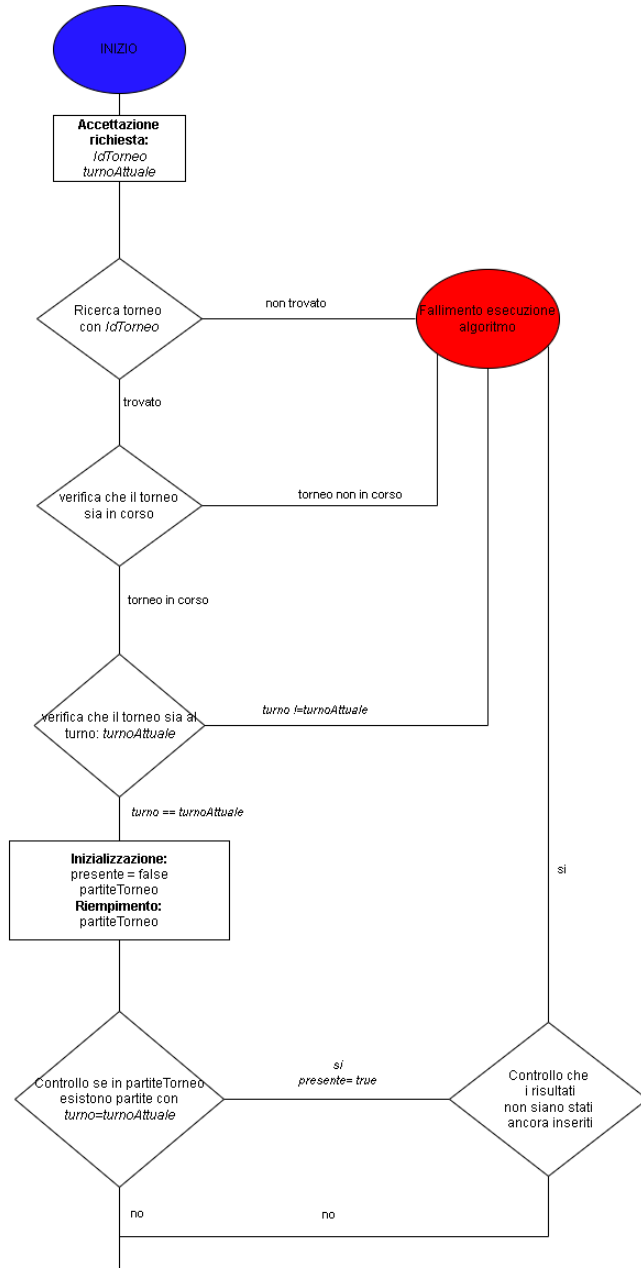 INIZIO
Accettazione
richiesta:
IdTorneo
turnoAttuale
Ricerca torneo
con IdTorneo
non trovato
Fallimento esecuzione
algoritmo
trovato
verifica che il torneo
sia in corso
torneo non in corso
torneo in corso
verifica che il torneo sia al
turno: turnoAttuale
turno !=turnoAttuale
turno == turnoAttuale
Inizializzazione:
presente = false
partiteTorneo
Riempimento:
partiteTorneo
si
Controllo se in partiteTorneo
esistono partite con
turno=turnoAttuale
si
presente= true
Controllo che
i risultati
non siano stati
ancora inseriti
no
no